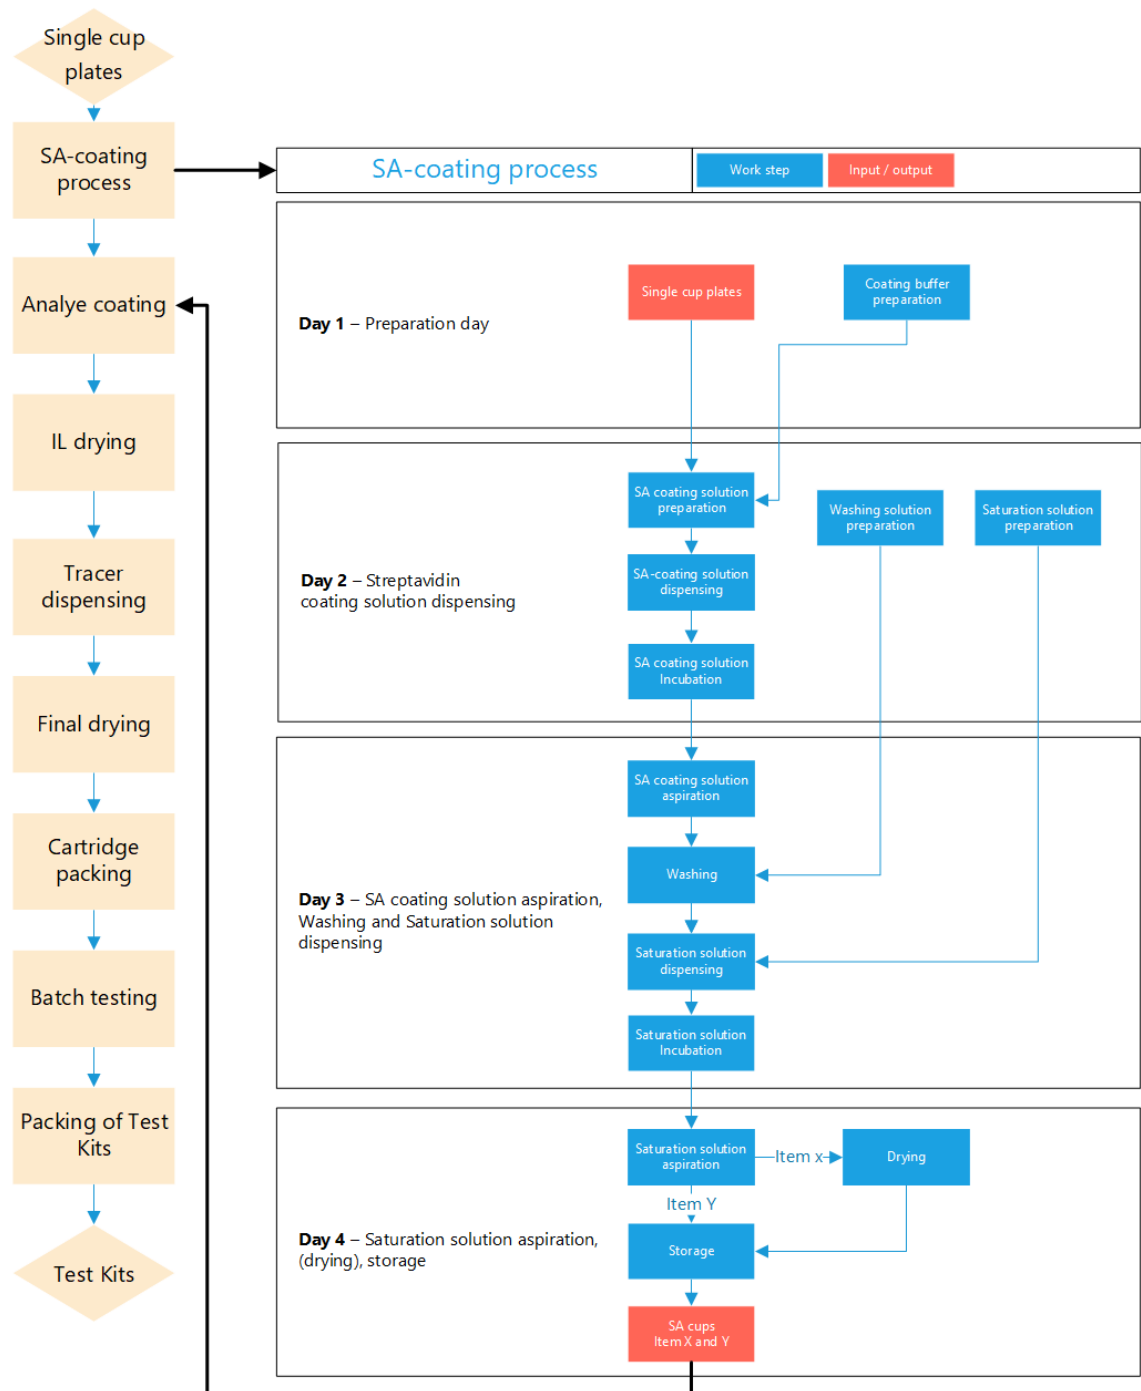 Single cup
plates
SA-coating
process
Analye coating
IL drying
Tracer
dispensing
Final drying
Cartridge
packing
Batch testing
Packing of Test
Kits
Test Kits
SA-coating process
Work step
Input / output
Day 1 – Preparation day
Single cup plates
Coating buffer
preparation
Day 2 – Streptavidin
coating solution dispensing
SA coating solution
preparation
Washing solution
preparation
Saturation solution
preparation
SA-coating solution
dispensing
SA coating solution
Incubation
Day 3 – SA coating solution aspiration,
Washing and Saturation solution
dispensing
SA coating solution
aspiration
Washing
Saturation solution
dispensing
Saturation solution
Incubation
Day 4 – Saturation solution aspiration,
(drying), storage
Saturation solution
aspiration
Item x
Drying
Item Y
Storage
SA cups
Item X and Y